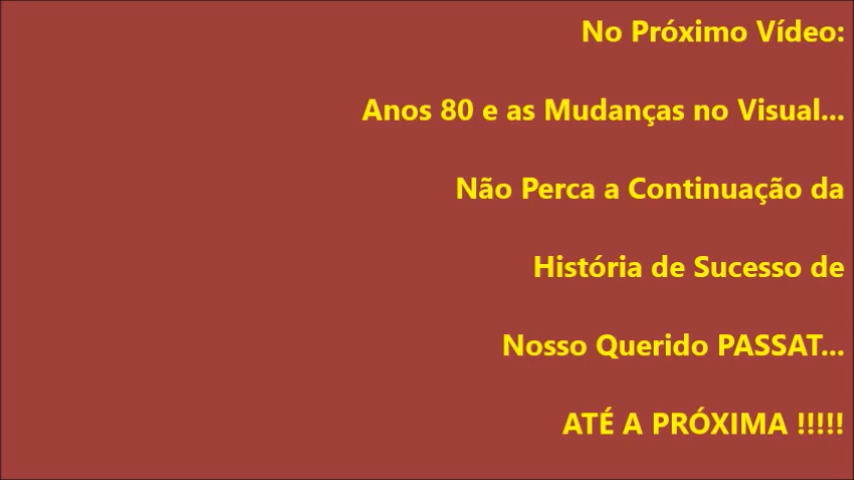 No Próximo Vídeo:
Anos 80 e as Mudanças no Visual...
Não Perca a Continuação da
História de Sucesso de
Nosso Querido PASSAT...
ATÉ A PRÓXIMA !!!!!